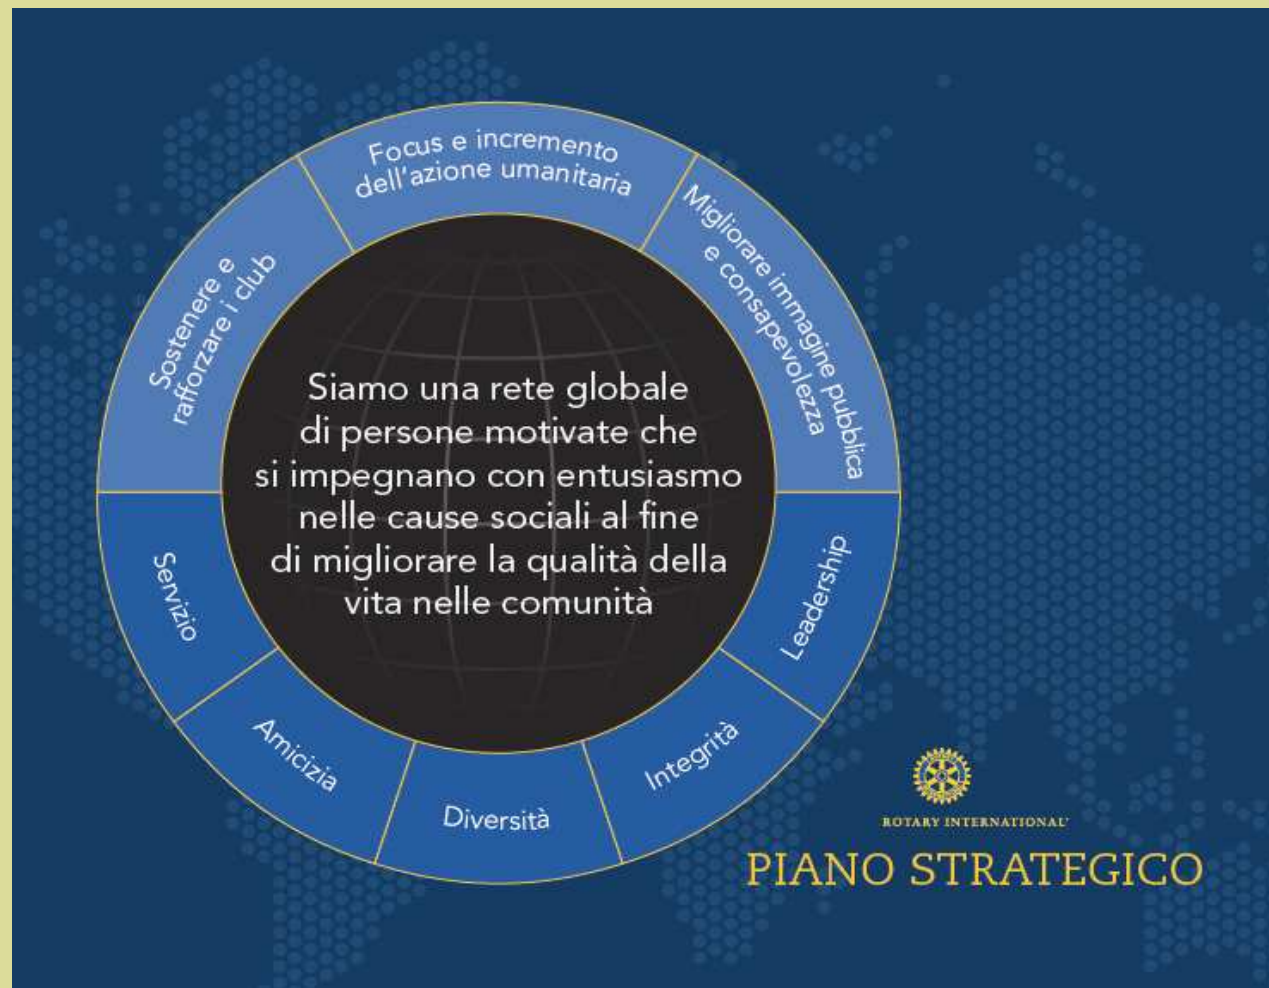 Focus e incremento
dell'azione umanitaria
Sostenere e
rafforzare i club
Migliorare immagine pubblica
e consapevolezza
Siamo una rete globale
di persone motivate che
si impegnano con entusiasmo
nelle cause sociali al fine
di migliorare la qualità della
vita nelle comunità
Servizio
Amicizia
Diversità
Integrità
Leadership
ROTARY INTERNATIONAL
PIANO STRATEGICO